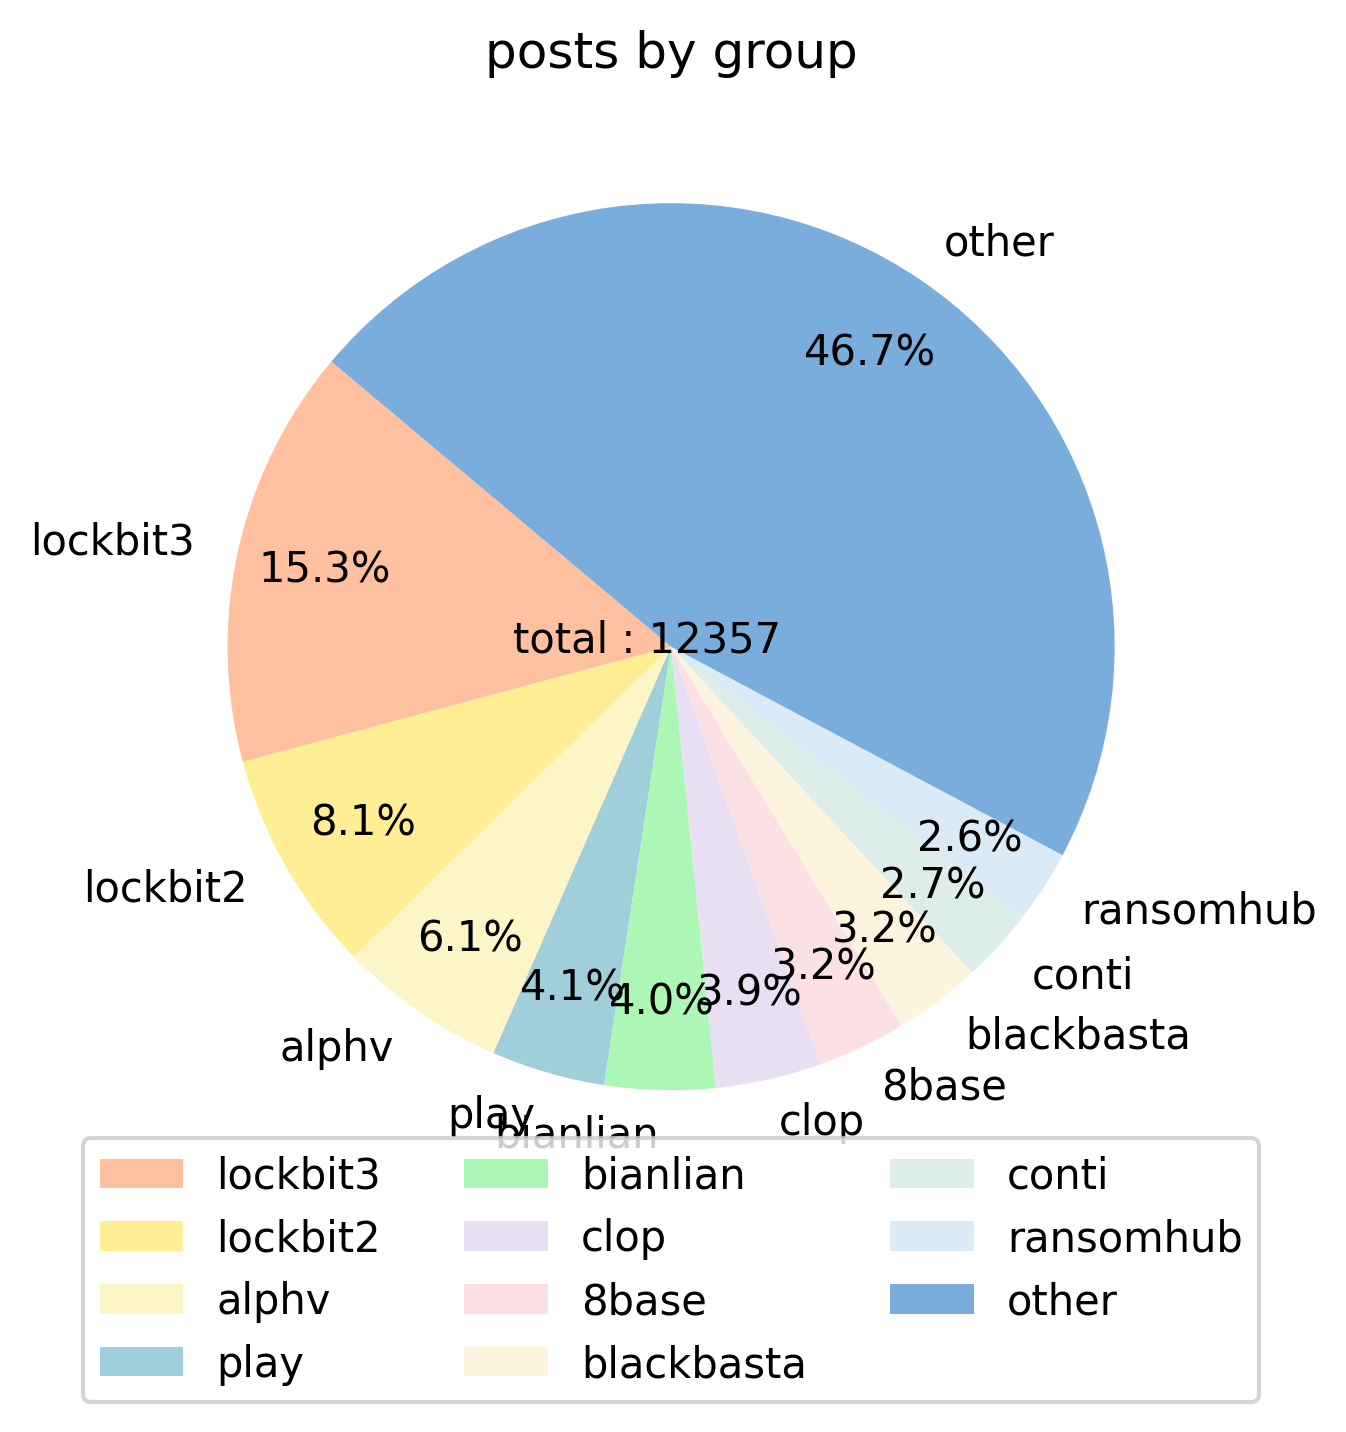 posts by group
other
46.7%
lockbit3
15.3%
total : 12357
8.1%
lockbit2
6.1%
alphv
4.1%
play
4.0%
bianlian
3.9%
clop
3.2%
8base
3.2%
blackbasta
2.7%
conti
2.6%
ransomhub
lockbit3
lockbit2
alphv
play
bianlian
clop
8base
blackbasta
conti
ransomhub
other